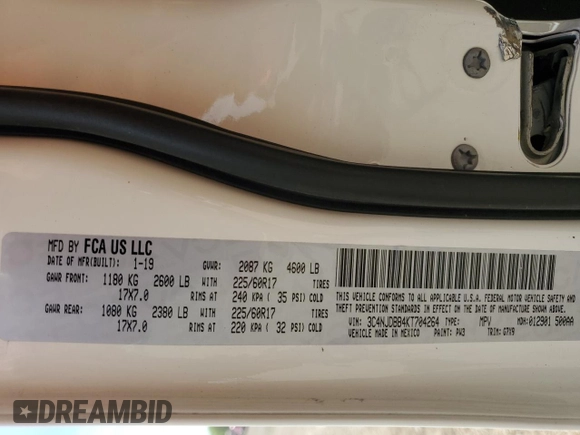 MFD BY FCA US LLC
DATE OF MFR(BUILT): 1-19 GVWR: 2087 KG 4600 LB
GAWR FRONT: 1180 KG 2600 LB WITH 225/60R17 TIRES
17X7.0 RIMS AT 240 KPA ( 35 PSI) COLD
GAWR REAR: 1080 KG 2380 LB WITH 225/60R17 TIRES
17X7.0 RIMS AT 220 KPA ( 32 PSI) COLD
THIS VEHICLE CONFORMS TO ALL APPLICABLE U.S. FEDERAL MOTOR VEHICLE SAFETY AND
THEFT PREVENTION STANDARDS IN EFFECT ON THE DATE OF MANUFACTURE SHOWN ABOVE.
VIN: 3C4NJDBB4KT704264 TYPE: MPV MDH:012901 500AA
VEHICLE MADE IN MEXICO PAINT: PW3 TRIM: G7V9
DREAMBID